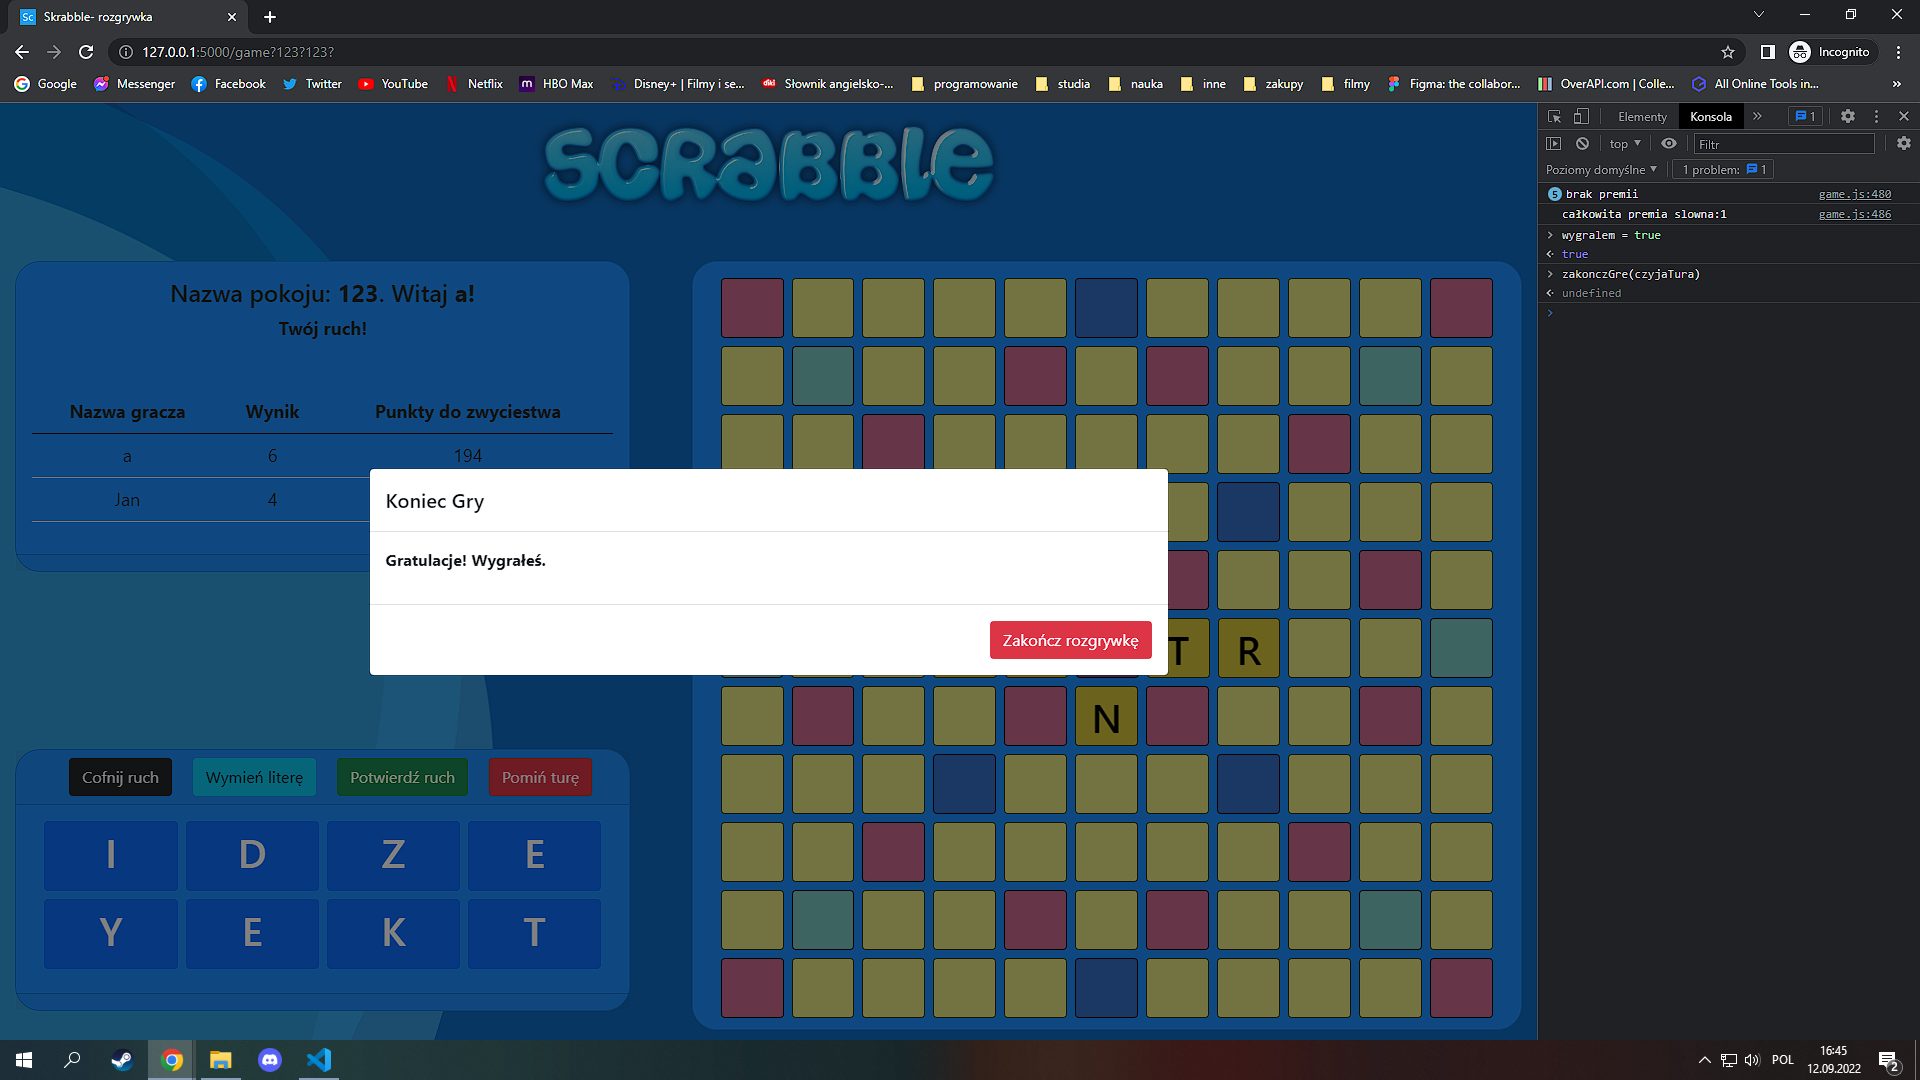 Skrabble- rozgrywka
127.0.0.1:5000/game?123?123?
Incognito
Google
Messenger
Facebook
Twitter
YouTube
Netflix
HBO Max
Disney+ | Filmy i se...
Słownik angielsko-...
programowanie
studia
nauka
inne
zakupy
filmy
Figma: the collabor...
OverAPI.com | Colle...
All Online Tools in...
SCRABBLE
Nazwa pokoju: 123. Witaj a!
Twój ruch!
Nazwa gracza Wynik Punkty do zwyciestwa
a 6 194
Jan 4
Koniec Gry
Gratulacje! Wygrałeś.
Zakończ rozgrywkę
T R
N
Cofnij ruch
Wymień literę
Potwierdź ruch
Pomiń turę
I D Z E
Y E K T
Elementy
Konsola
1
top
Filtr
Poziomy domyślne
1 problem: 1
5 brak premii game.js:480
całkowita premia slowna:1 game.js:486
wygralem = true
true
zakonczGre(czyjaTura)
undefined
POL
16:45
12.09.2022
2